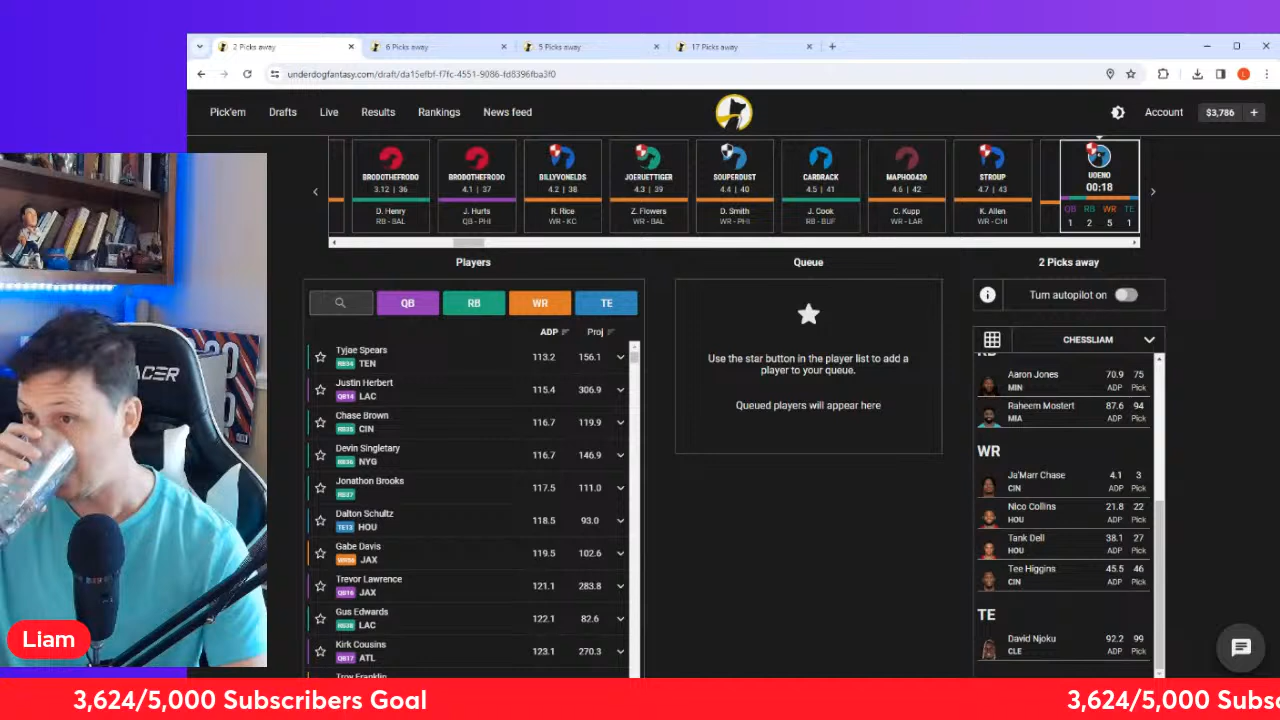 2 Picks away
6 Picks away
5 Picks away
17 Picks away
underdogfantasy.com/draft/da15efbf-f7fc-4551-9086-fd8396fba3f0
Pick'em
Drafts
Live
Results
Rankings
News feed
Account
$3,786
BRODOTHEFRODO
3.12 | 36
D. Henry
RB - BAL
BRODOTHEFRODO
4.1 | 37
J. Hurts
QB - PHI
BILLYVONELDS
4.2 | 38
R. Rice
WR - KC
JOERUETTIGER
4.3 | 39
Z. Flowers
WR - BAL
SOUPERDUST
4.4 | 40
D. Smith
WR - PHI
CARDRACK
4.5 | 41
J. Cook
RB - BUF
MAPHOO420
4.6 | 42
C. Kupp
WR - LAR
STROUP
4.7 | 43
K. Allen
WR - CHI
UOENO
00:18
QB RB WR TE
1 2 5 1
Players
Queue
2 Picks away
QB
RB
WR
TE
ADP
Proj
Tyjae Spears
RB34 TEN
113.2
156.1
Justin Herbert
QB14 LAC
115.4
306.9
Chase Brown
RB35 CIN
116.7
119.9
Devin Singletary
RB36 NYG
116.7
146.9
Jonathon Brooks
RB37
117.5
111.0
Dalton Schultz
TE13 HOU
118.5
93.0
Gabe Davis
JAX
119.5
102.6
Trevor Lawrence
QB16 JAX
121.1
283.8
Gus Edwards
RB38 LAC
122.1
82.6
Kirk Cousins
QB17 ATL
123.1
270.3
Troy Franklin
Use the star button in the player list to add a
player to your queue.
Queued players will appear here
Turn autopilot on
CHESSLIAM
RB
Aaron Jones
70.9 75
MIN
ADP Pick
Raheem Mostert
87.6 94
MIA
ADP Pick
WR
Ja'Marr Chase
4.1 3
CIN
ADP Pick
Nico Collins
21.8 22
HOU
ADP Pick
Tank Dell
38.1 27
HOU
ADP Pick
Tee Higgins
45.5 46
CIN
ADP Pick
TE
David Njoku
92.2 99
CLE
ADP Pick
ACER
Liam
3,624/5,000 Subscribers Goal
3,624/5,000 Subsc